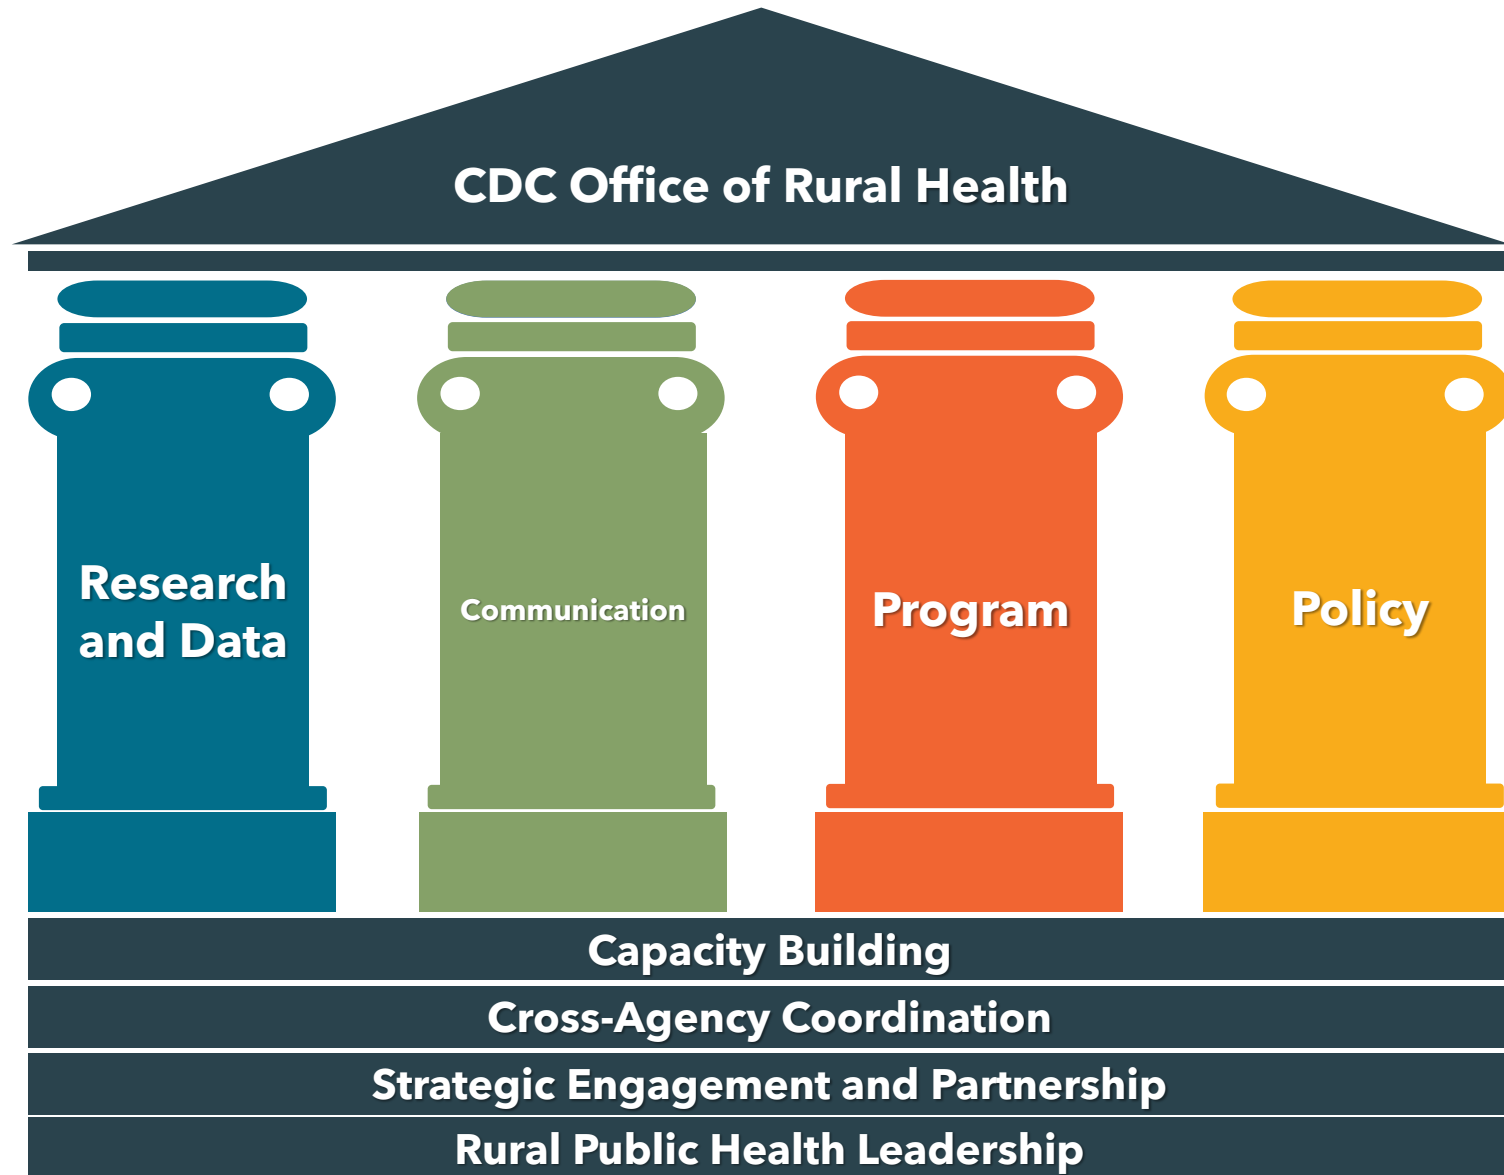 CDC Office of Rural Health
Research
and Data
Communication
Program
Policy
Capacity Building
Cross-Agency Coordination
Strategic Engagement and Partnership
Rural Public Health Leadership